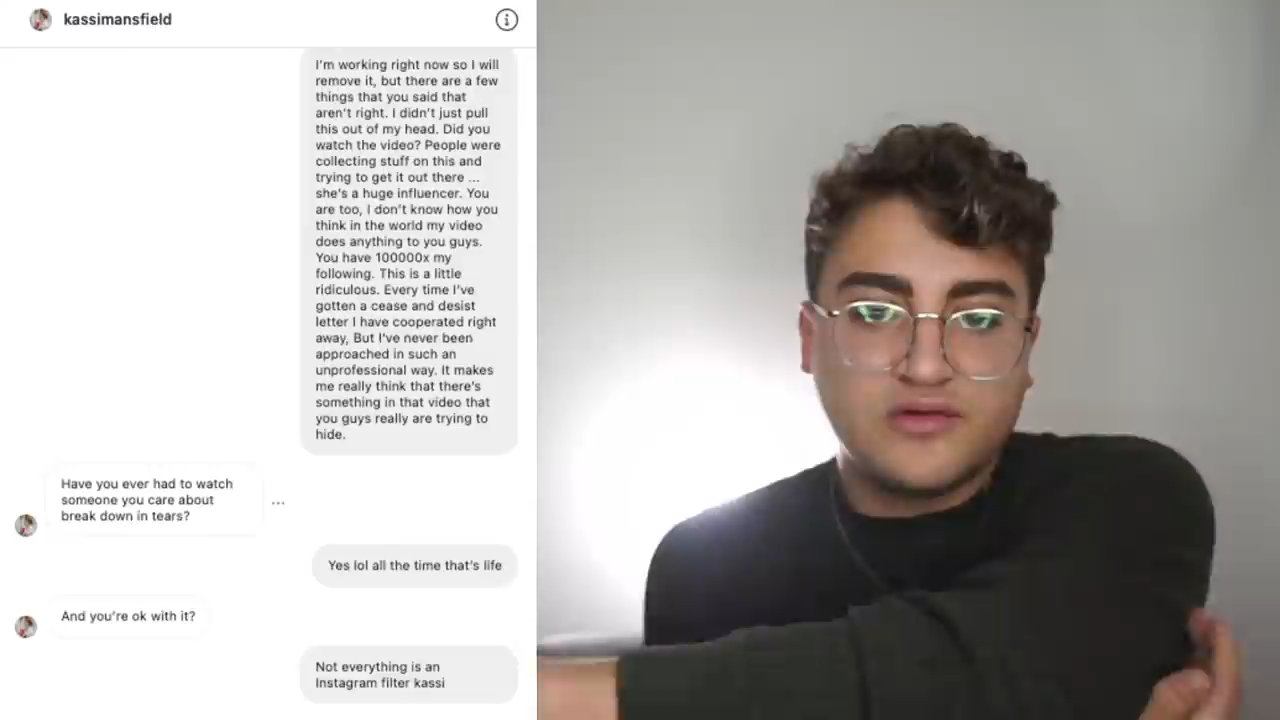 kassimansfield
I'm working right now so I will
remove it, but there are a few
things that you said that
aren't right. I didn't just pull
this out of my head. Did you
watch the video? People were
collecting stuff on this and
trying to get it out there ...
she's a huge influencer. You
are too, I don't know how you
think in the world my video
does anything to you guys.
You have 100000x my
following. This is a little
ridiculous. Every time I've
gotten a cease and desist
letter I have cooperated right
away, But I've never been
approached in such an
unprofessional way. It makes
me really think that there's
something in that video that
you guys really are trying to
hide.
Have you ever had to watch
someone you care about
break down in tears?
Yes lol all the time that's life
And you're ok with it?
Not everything is an
Instagram filter kassi